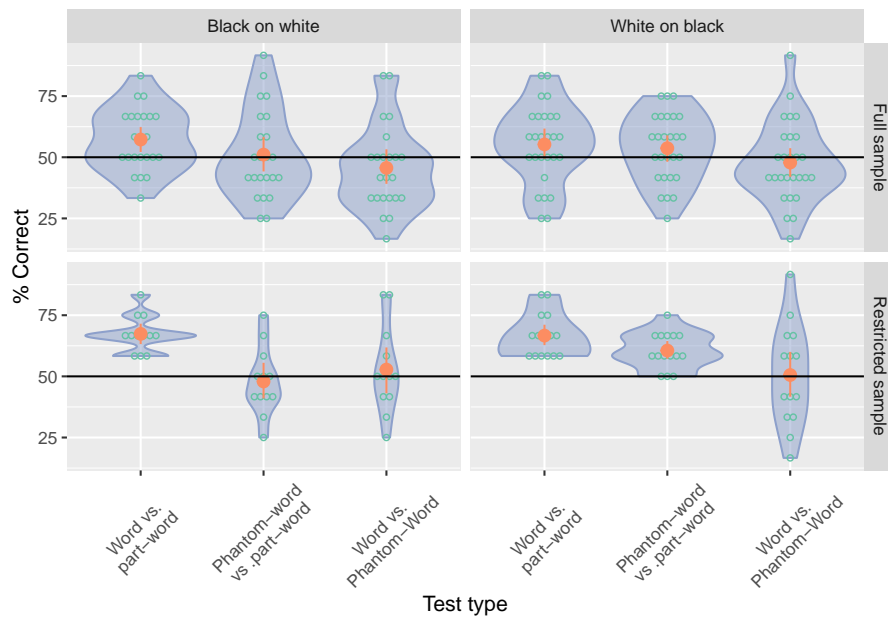 Black on white
White on black
75
50
25
Full sample
75
50
25
Restricted sample
% Correct
Word vs.
part−word
Phantom−word
vs .part−word
Word vs.
Phantom−Word
Word vs.
part−word
Phantom−word
vs .part−word
Word vs.
Phantom−Word
Test type